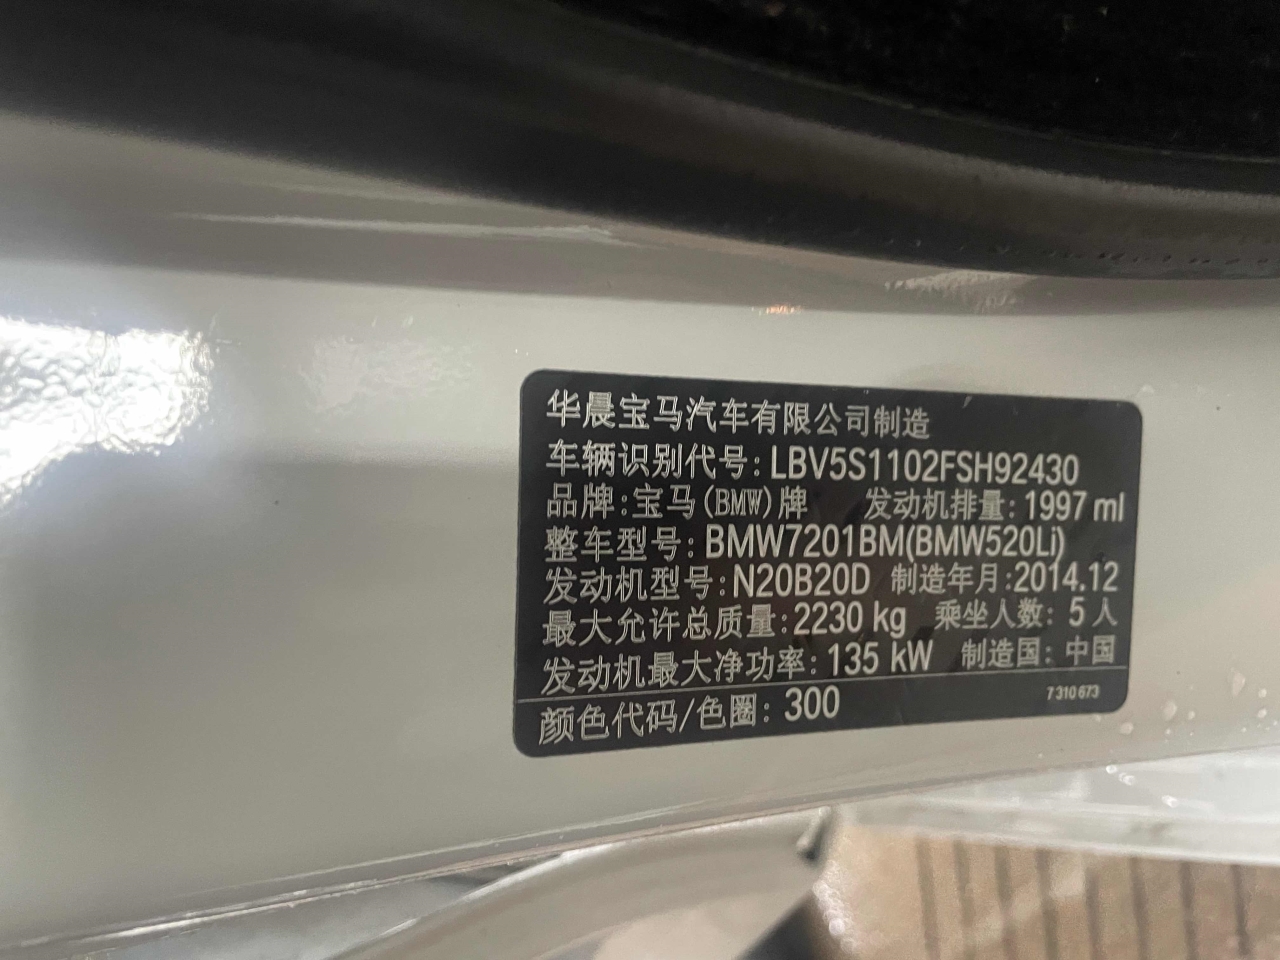 华晨宝马汽车有限公司制造
车辆识别代号:LBV5S1102FSH92430
品牌:宝马(BMW)牌 发动机排量:1997 ml
整车型号:BMW7201BM(BMW520Li)
发动机型号:N20B20D 制造年月:2014.12
最大允许总质量:2230 kg 乘坐人数:5人
发动机最大净功率:135 kW 制造国:中国
颜色代码/色圈:300 7 310 673